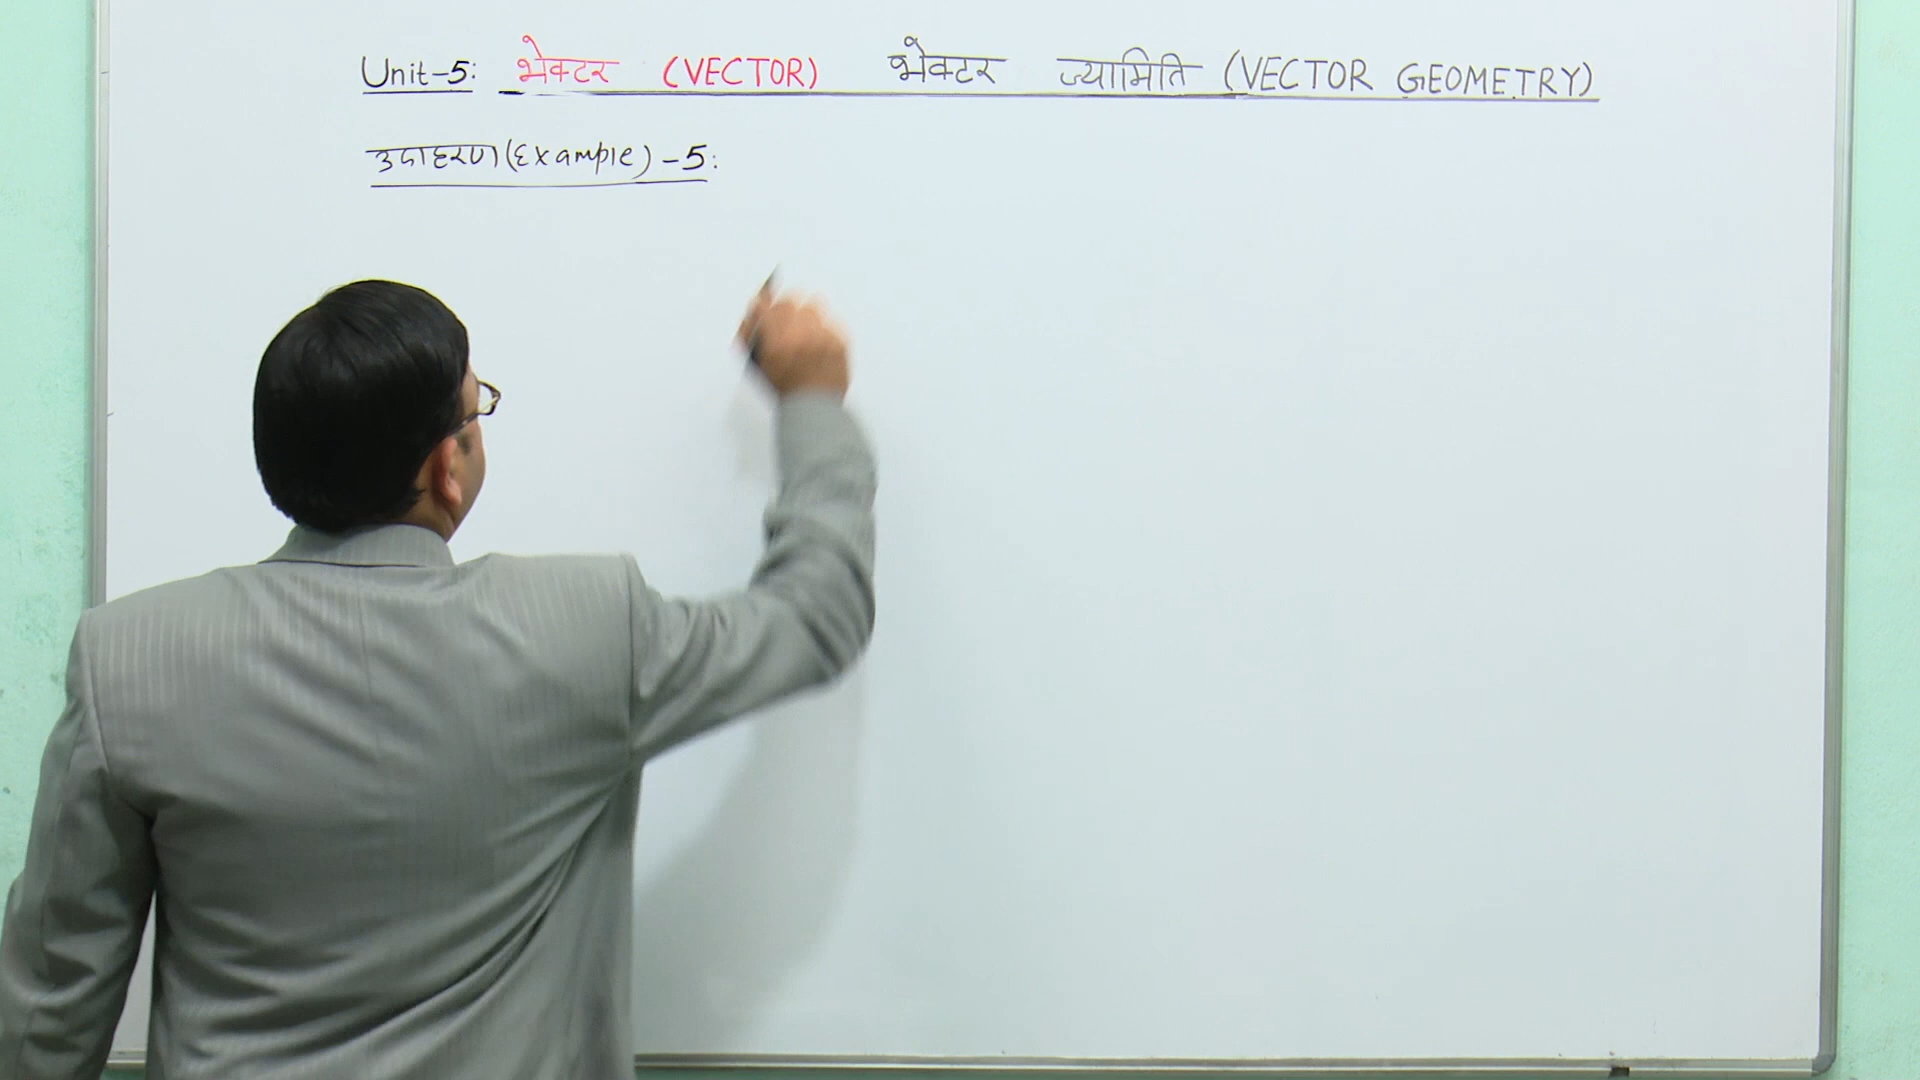 Unit-5: भेक्टर (VECTOR) भेक्टर ज्यामिति (VECTOR GEOMETRY)
उदाहरण (Example) -5: